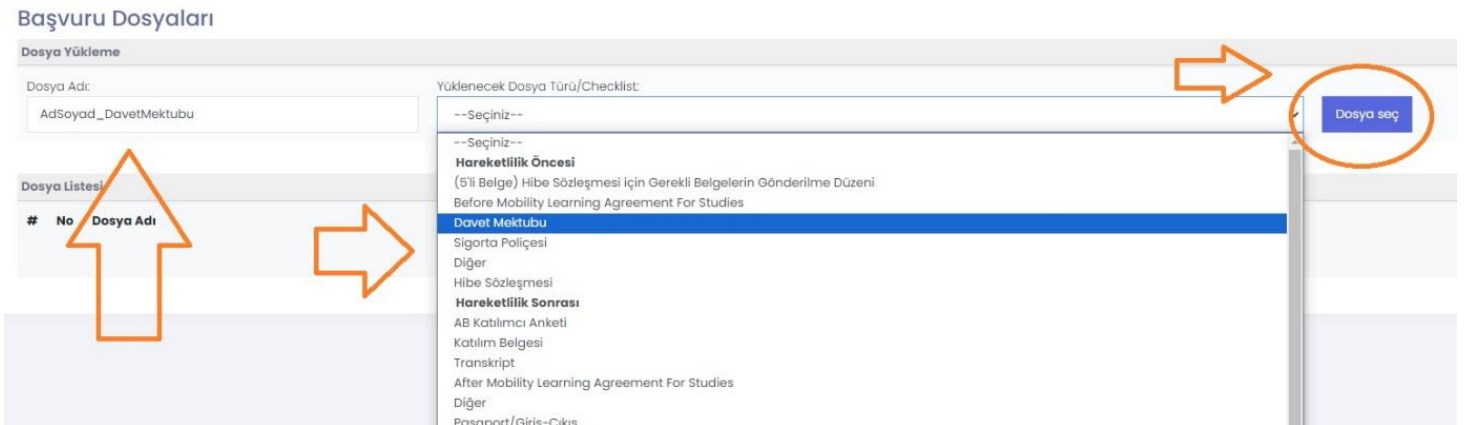 Başvuru Dosyaları
Dosya Yükleme
Dosya Adı:
Yüklenecek Dosya Türü/Checklist:
AdSoyad_DavetMektubu
--Seçiniz--
Dosya seç
--Seçiniz--
Hareketlilik Öncesi
(5'li Belge) Hibe Sözleşmesi için Gerekli Belgelerin Gönderilme Düzeni
Before Mobility Learning Agreement For Studies
Davet Mektubu
Sigorta Poliçesi
Diğer
Hibe Sözleşmesi
Hareketlilik Sonrası
AB Katılımcı Anketi
Katılım Belgesi
Transkript
After Mobility Learning Agreement For Studies
Diğer
Pasaport/Giriş-Çıkış
Dosya Listesi
# No Dosya Adı